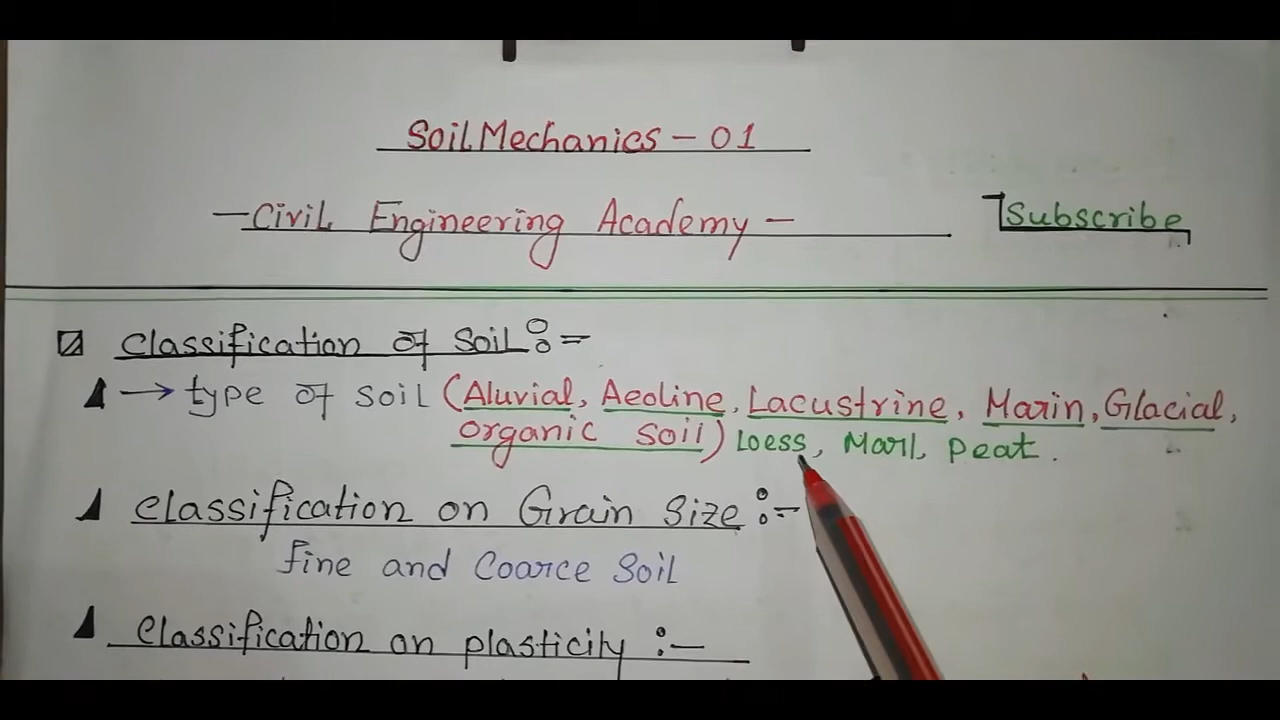 Soil Mechanics - 01
- Civil Engineering Academy -
Subscribe
Classification of Soil :-
→ type of soil (Aluvial, Aeoline, Lacustrine, Marin, Glacial,
Organic Soil) Loess, Marl, Peat.
Classification on Grain Size :-
fine and Coarce Soil
Classification on plasticity :-